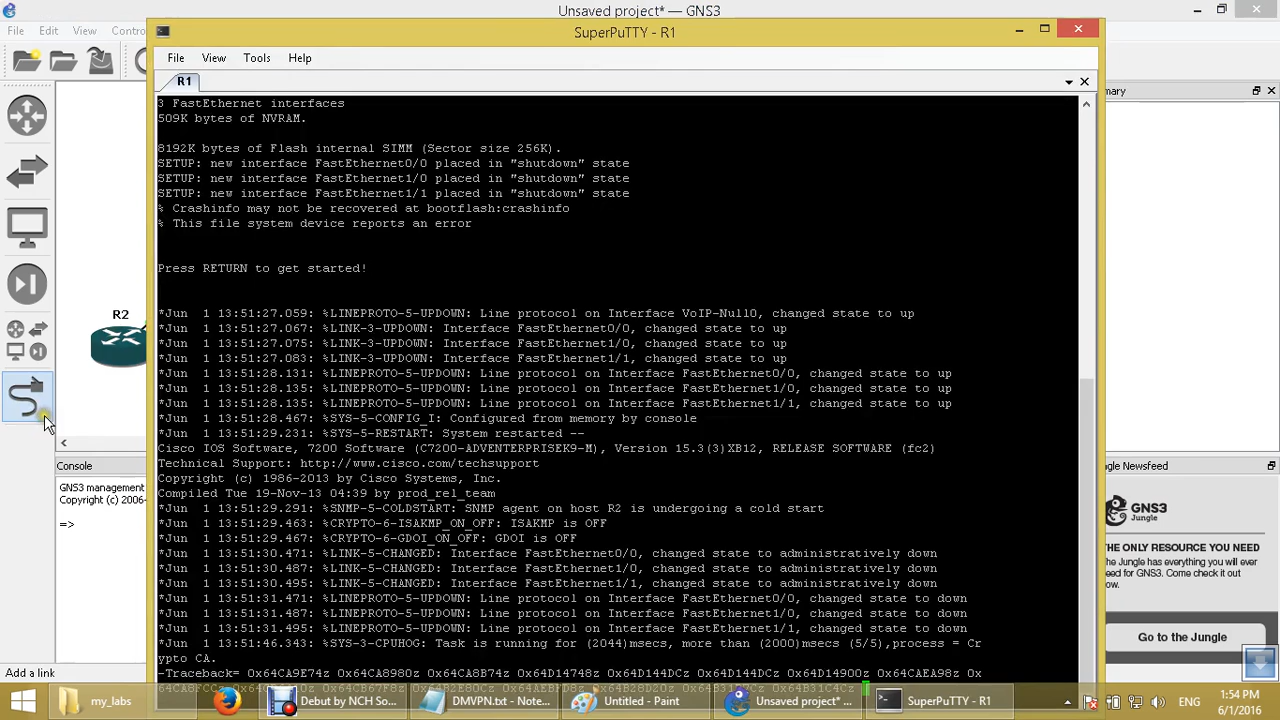 Unsaved project* — GNS3
File Edit View Contro
SuperPuTTY - R1
File View Tools Help
R1
mmary
3 FastEthernet interfaces
509K bytes of NVRAM.
8192K bytes of Flash internal SIMM (Sector size 256K).
SETUP: new interface FastEthernet0/0 placed in "shutdown" state
SETUP: new interface FastEthernet1/0 placed in "shutdown" state
SETUP: new interface FastEthernet1/1 placed in "shutdown" state
% Crashinfo may not be recovered at bootflash:crashinfo
% This file system device reports an error
Press RETURN to get started!
*Jun  1 13:51:27.059: %LINEPROTO-5-UPDOWN: Line protocol on Interface VoIP-Null0, changed state to up
*Jun  1 13:51:27.067: %LINK-3-UPDOWN: Interface FastEthernet0/0, changed state to up
*Jun  1 13:51:27.075: %LINK-3-UPDOWN: Interface FastEthernet1/0, changed state to up
*Jun  1 13:51:27.083: %LINK-3-UPDOWN: Interface FastEthernet1/1, changed state to up
*Jun  1 13:51:28.131: %LINEPROTO-5-UPDOWN: Line protocol on Interface FastEthernet0/0, changed state to up
*Jun  1 13:51:28.135: %LINEPROTO-5-UPDOWN: Line protocol on Interface FastEthernet1/0, changed state to up
*Jun  1 13:51:28.135: %LINEPROTO-5-UPDOWN: Line protocol on Interface FastEthernet1/1, changed state to up
*Jun  1 13:51:28.467: %SYS-5-CONFIG_I: Configured from memory by console
*Jun  1 13:51:29.231: %SYS-5-RESTART: System restarted --
Cisco IOS Software, 7200 Software (C7200-ADVENTERPRISEK9-M), Version 15.3(3)XB12, RELEASE SOFTWARE (fc2)
Technical Support: http://www.cisco.com/techsupport
Copyright (c) 1986-2013 by Cisco Systems, Inc.
Compiled Tue 19-Nov-13 04:39 by prod_rel_team
*Jun  1 13:51:29.291: %SNMP-5-COLDSTART: SNMP agent on host R2 is undergoing a cold start
*Jun  1 13:51:29.463: %CRYPTO-6-ISAKMP_ON_OFF: ISAKMP is OFF
*Jun  1 13:51:29.467: %CRYPTO-6-GDOI_ON_OFF: GDOI is OFF
*Jun  1 13:51:30.471: %LINK-5-CHANGED: Interface FastEthernet0/0, changed state to administratively down
*Jun  1 13:51:30.487: %LINK-5-CHANGED: Interface FastEthernet1/0, changed state to administratively down
*Jun  1 13:51:30.495: %LINK-5-CHANGED: Interface FastEthernet1/1, changed state to administratively down
*Jun  1 13:51:31.471: %LINEPROTO-5-UPDOWN: Line protocol on Interface FastEthernet0/0, changed state to down
*Jun  1 13:51:31.487: %LINEPROTO-5-UPDOWN: Line protocol on Interface FastEthernet1/0, changed state to down
*Jun  1 13:51:31.495: %LINEPROTO-5-UPDOWN: Line protocol on Interface FastEthernet1/1, changed state to down
*Jun  1 13:51:46.343: %SYS-3-CPUHOG: Task is running for (2044)msecs, more than (2000)msecs (5/5),process = Cr
ypto CA.
-Traceback= 0x64CA9E74z 0x64CA8980z 0x64CA8B74z 0x64D14748z 0x64D144DCz 0x64D144DCz 0x64D14900z 0x64CAEA98z 0x
R2
Console
GNS3 management
Copyright (c) 2006-
=>
Add a link
gle Newsfeed
GNS3
Jungle
THE ONLY RESOURCE YOU NEED
the Jungle has everything you will ever
need for GNS3. Come check it out
now.
Go to the Jungle
my_labs
Debut by NCH So...
DMVPN.txt - Note...
Untitled - Paint
Unsaved project* ...
SuperPuTTY - R1
ENG
1:54 PM
6/1/2016